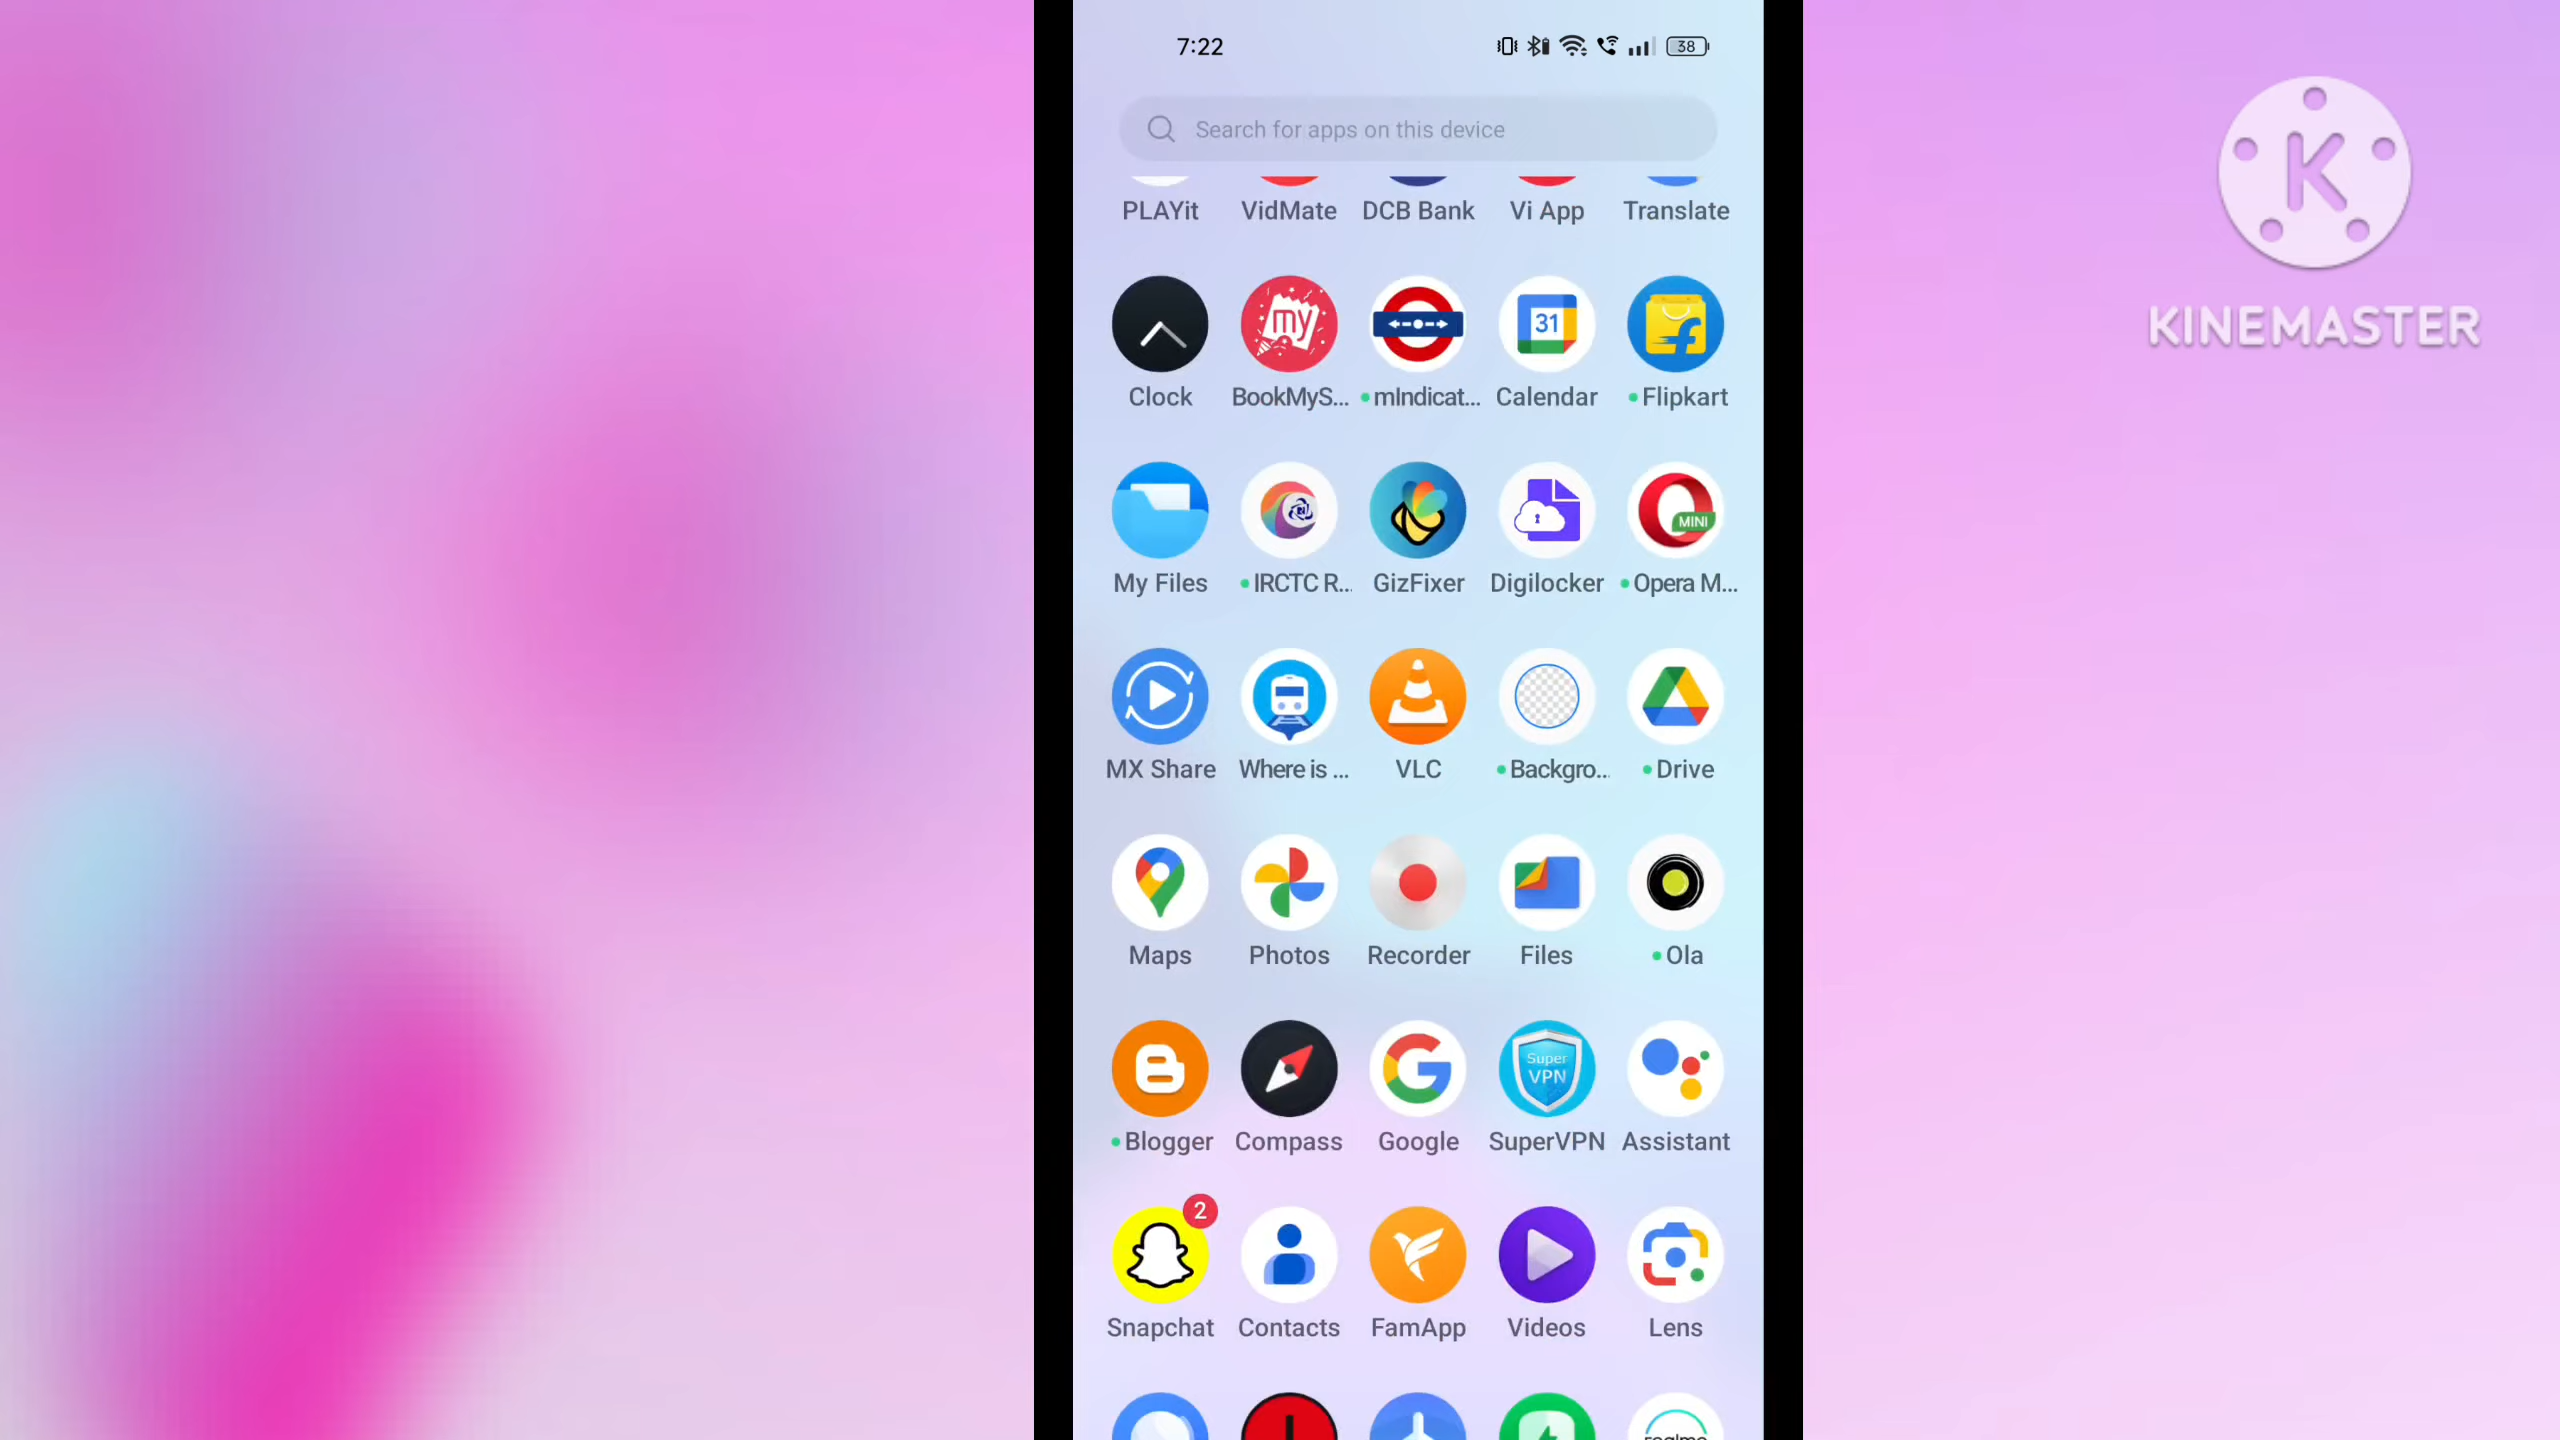 7:22
38
Search for apps on this device
PLAYit VidMate DCB Bank Vi App Translate
my
31
Clock BookMyS... mIndicat... Calendar Flipkart
MINI
My Files IRCTC R... GizFixer Digilocker Opera M...
MX Share Where is ... VLC Backgro... Drive
Maps Photos Recorder Files Ola
Super
VPN
Blogger Compass Google SuperVPN Assistant
2
Snapchat Contacts FamApp Videos Lens
K
KINEMASTER